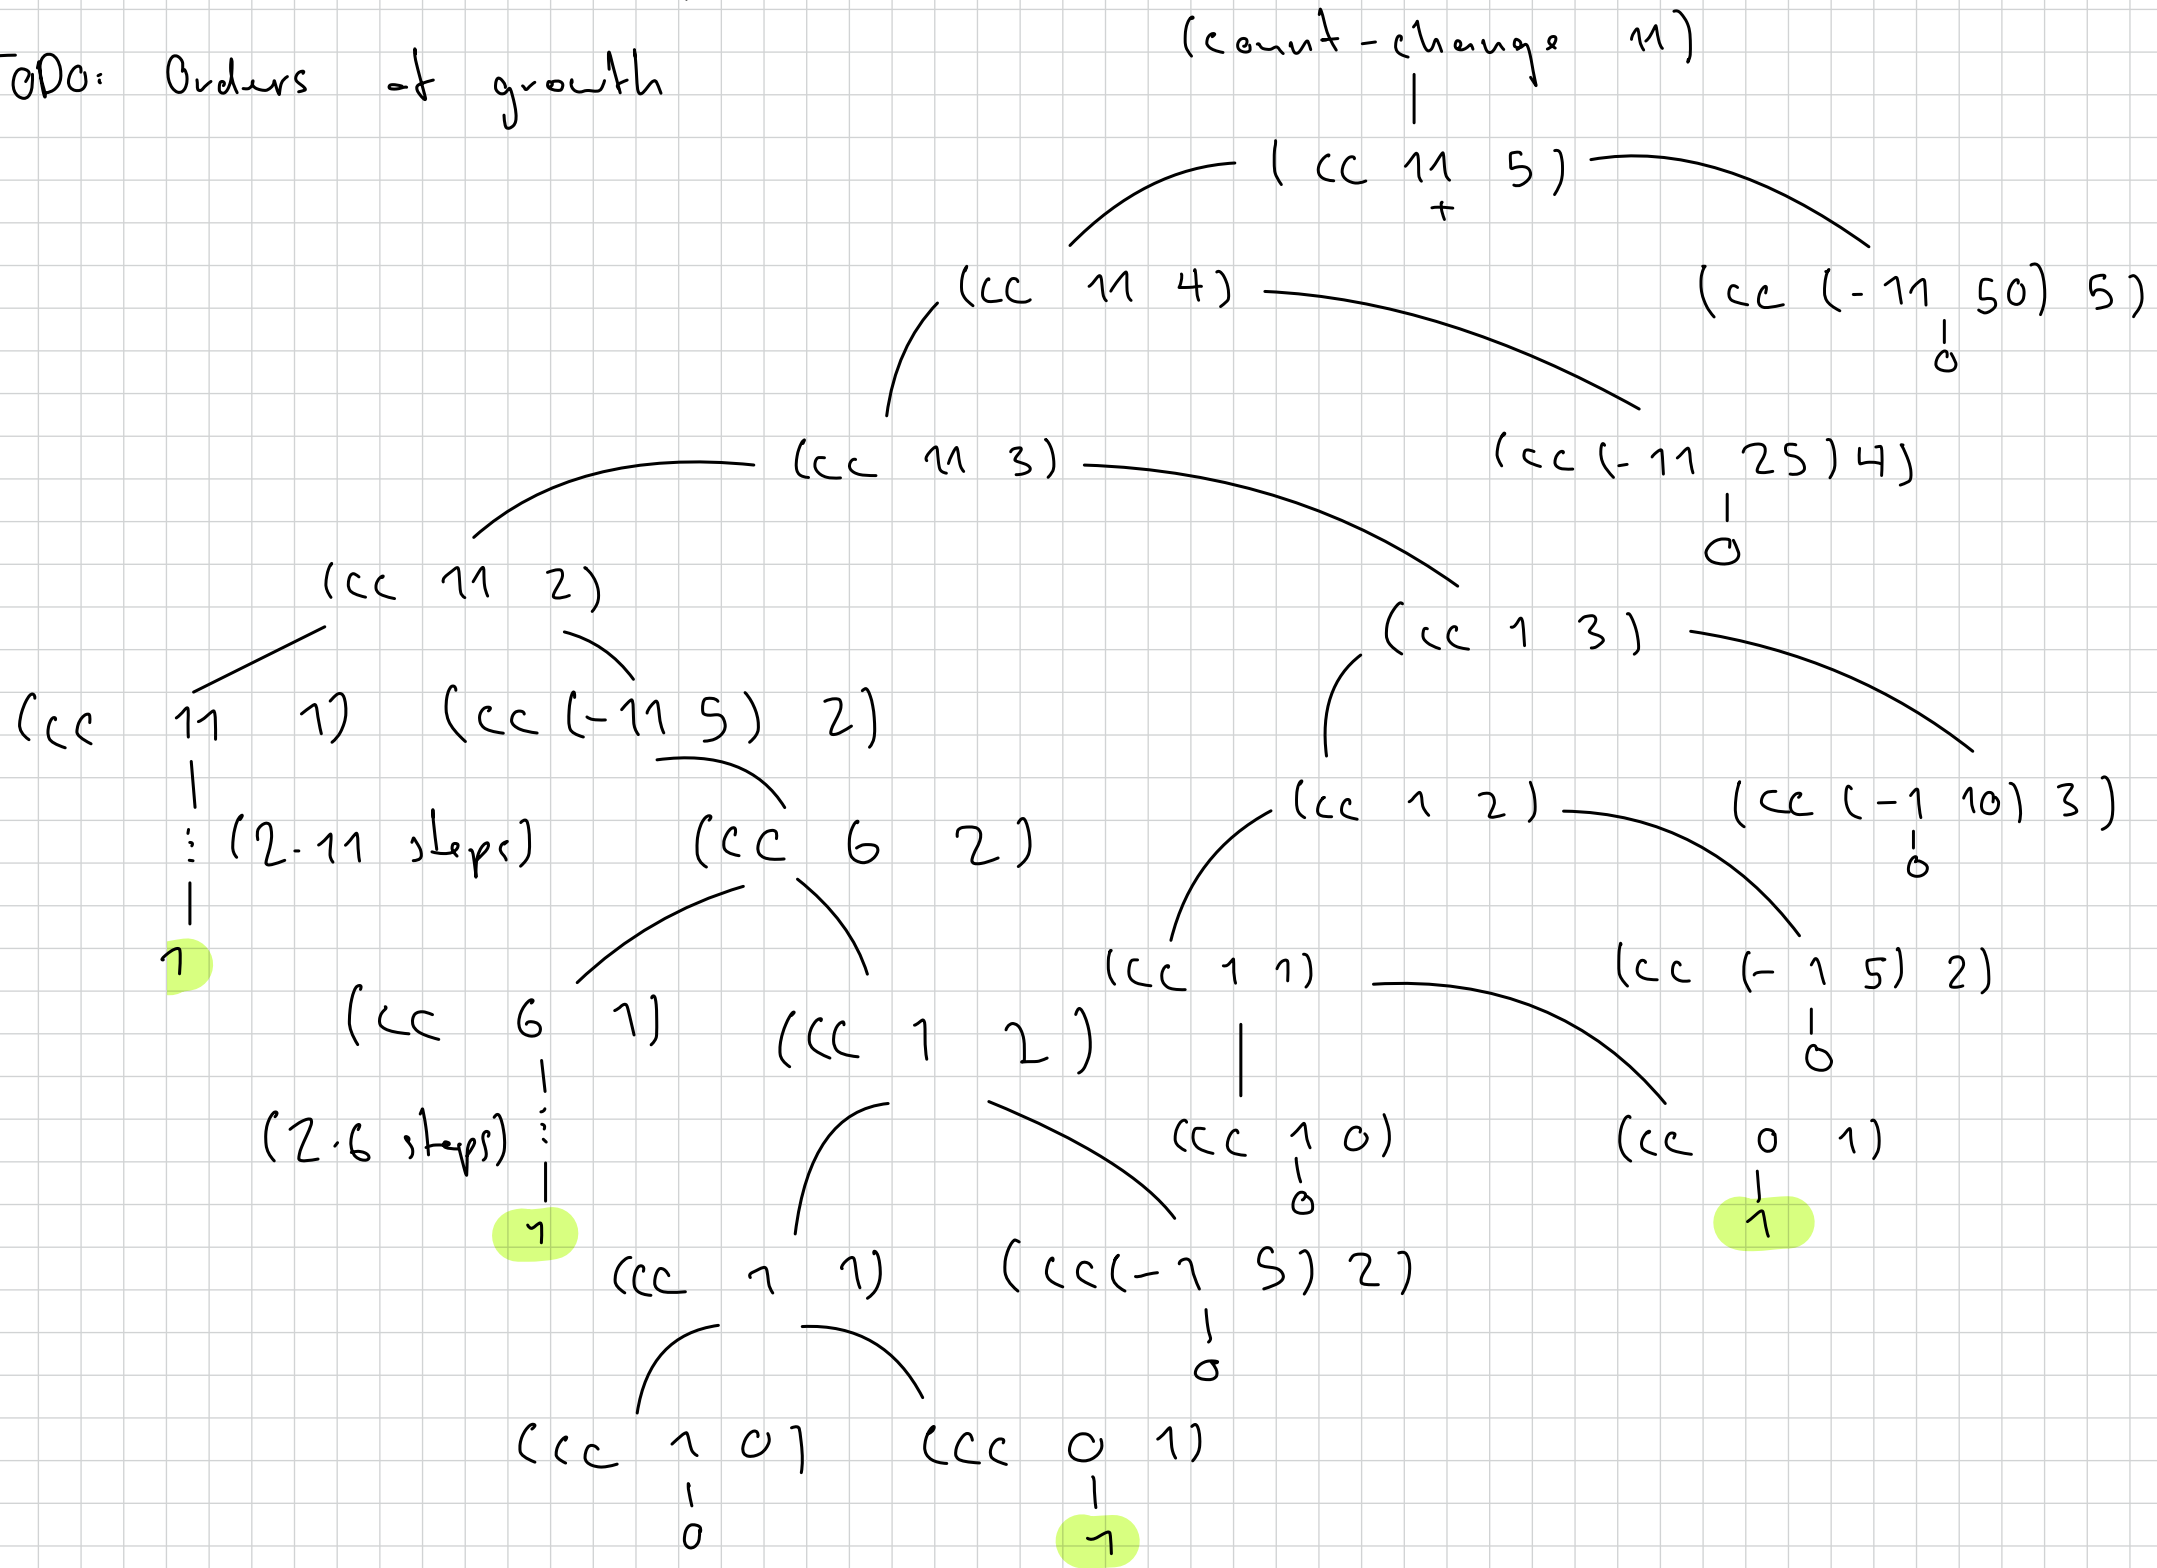 (count-change 11)
ToDo: Orders of growth
(cc 11 5)
+
(cc 11 4)
(cc (-11 50) 5)
0
(cc 11 3)
(cc (-11 25) 4)
0
(cc 11 2)
(cc 1 3)
(cc 11 1)
(cc (-11 5) 2)
(cc 1 2)
(cc (-1 10) 3)
0
(2·11 steps)
(cc 6 2)
1
(cc 1 1)
(cc (- 1 5) 2)
0
(cc 6 1)
(cc 1 2)
(2·6 steps)
(cc 1 0)
0
(cc 0 1)
1
1
(cc 1 1)
(cc (-1 5) 2)
0
(cc 1 0)
0
(cc 0 1)
1